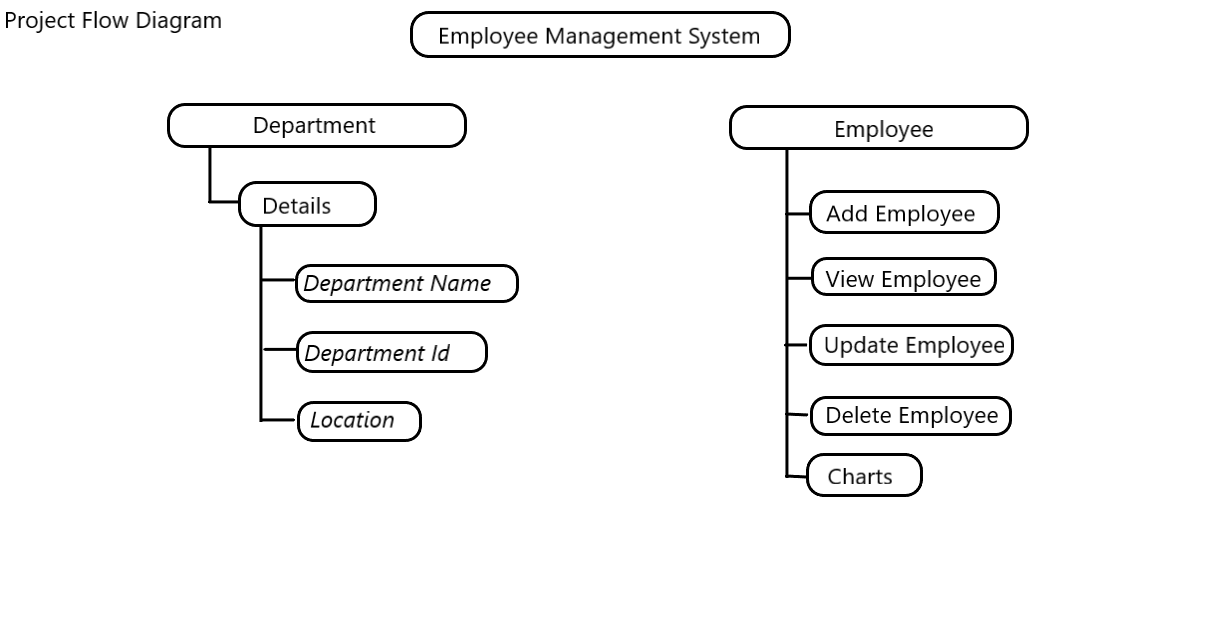 Project Flow Diagram
Employee Management System
Department
Details
Department Name
Department Id
Location
Employee
Add Employee
View Employee
Update Employee
Delete Employee
Charts